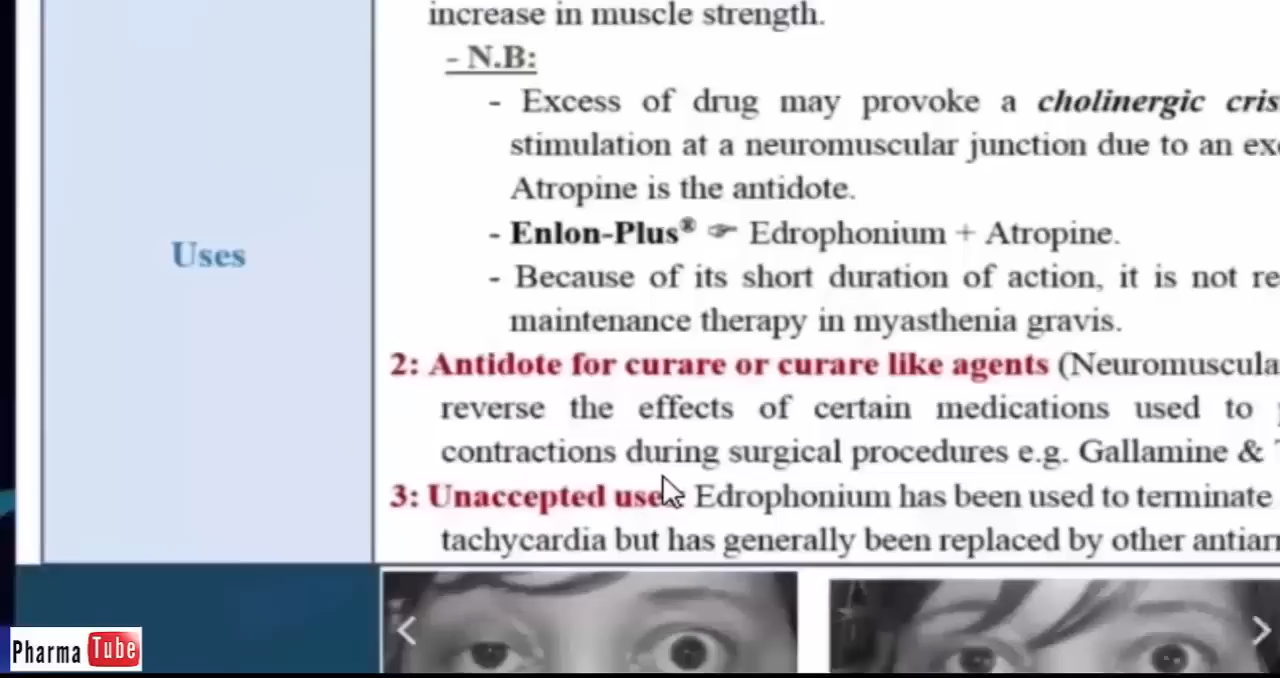 increase in muscle strength.
- N.B:
- Excess of drug may provoke a cholinergic cris
stimulation at a neuromuscular junction due to an exc
Atropine is the antidote.
Uses
- Enlon-Plus® ☞ Edrophonium + Atropine.
- Because of its short duration of action, it is not re
maintenance therapy in myasthenia gravis.
2: Antidote for curare or curare like agents (Neuromuscula
reverse the effects of certain medications used to
contractions during surgical procedures e.g. Gallamine &
3: Unaccepted use Edrophonium has been used to terminate
tachycardia but has generally been replaced by other antiarr
Pharma Tube